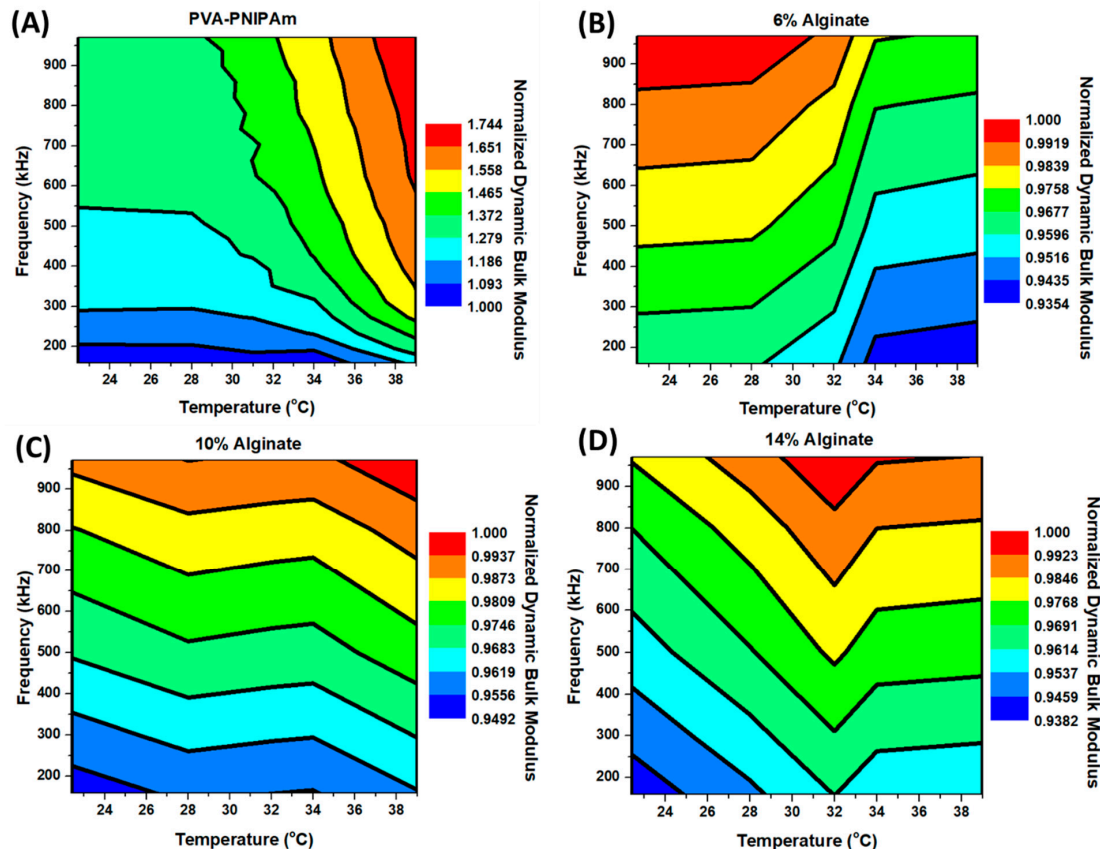 (A)
PVA-PNIPAm
Frequency (kHz)
900
800
700
600
500
400
300
200
24 26 28 30 32 34 36 38
Temperature (°C)
1.744
1.651
1.558
1.465
1.372
1.279
1.186
1.093
1.000
Normalized Dynamic Bulk Modulus
(B)
6% Alginate
Frequency (kHz)
900
800
700
600
500
400
300
200
24 26 28 30 32 34 36 38
Temperature (°C)
1.000
0.9919
0.9839
0.9758
0.9677
0.9596
0.9516
0.9435
0.9354
Normalized Dynamic Bulk Modulus
(C)
10% Alginate
Frequency (kHz)
900
800
700
600
500
400
300
200
24 26 28 30 32 34 36 38
Temperature (°C)
1.000
0.9937
0.9873
0.9809
0.9746
0.9683
0.9619
0.9556
0.9492
Normalized Dynamic Bulk Modulus
(D)
14% Alginate
Frequency (kHz)
900
800
700
600
500
400
300
200
24 26 28 30 32 34 36 38
Temperature (°C)
1.000
0.9923
0.9846
0.9768
0.9691
0.9614
0.9537
0.9459
0.9382
Normalized Dynamic Bulk Modulus